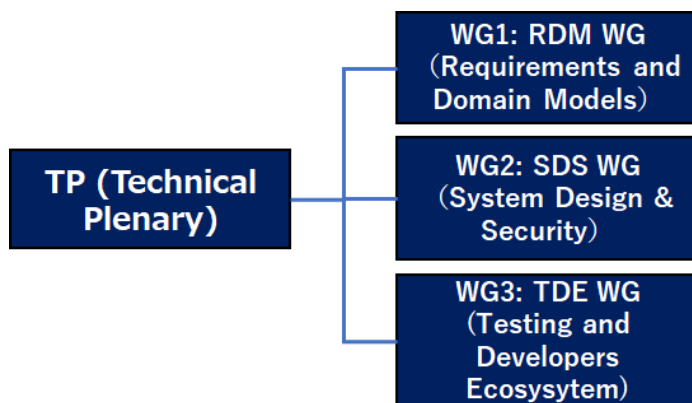 TP (Technical
Plenary)
WG1: RDM WG
（Requirements and
Domain Models）
WG2: SDS WG
（System Design &
Security）
WG3: TDE WG
(Testing and
Developers
Ecosysytem)